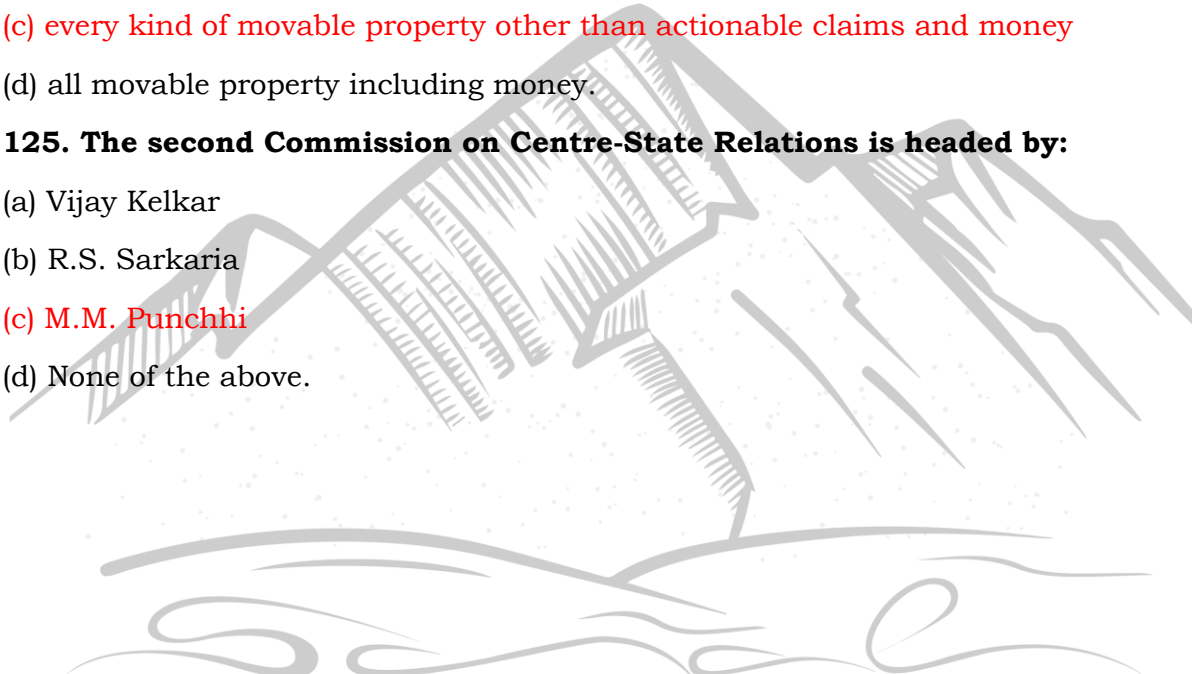 (c) every kind of movable property other than actionable claims and money
(d) all movable property including money.
125. The second Commission on Centre-State Relations is headed by:
(a) Vijay Kelkar
(b) R.S. Sarkaria
(c) M.M. Punchhi
(d) None of the above.